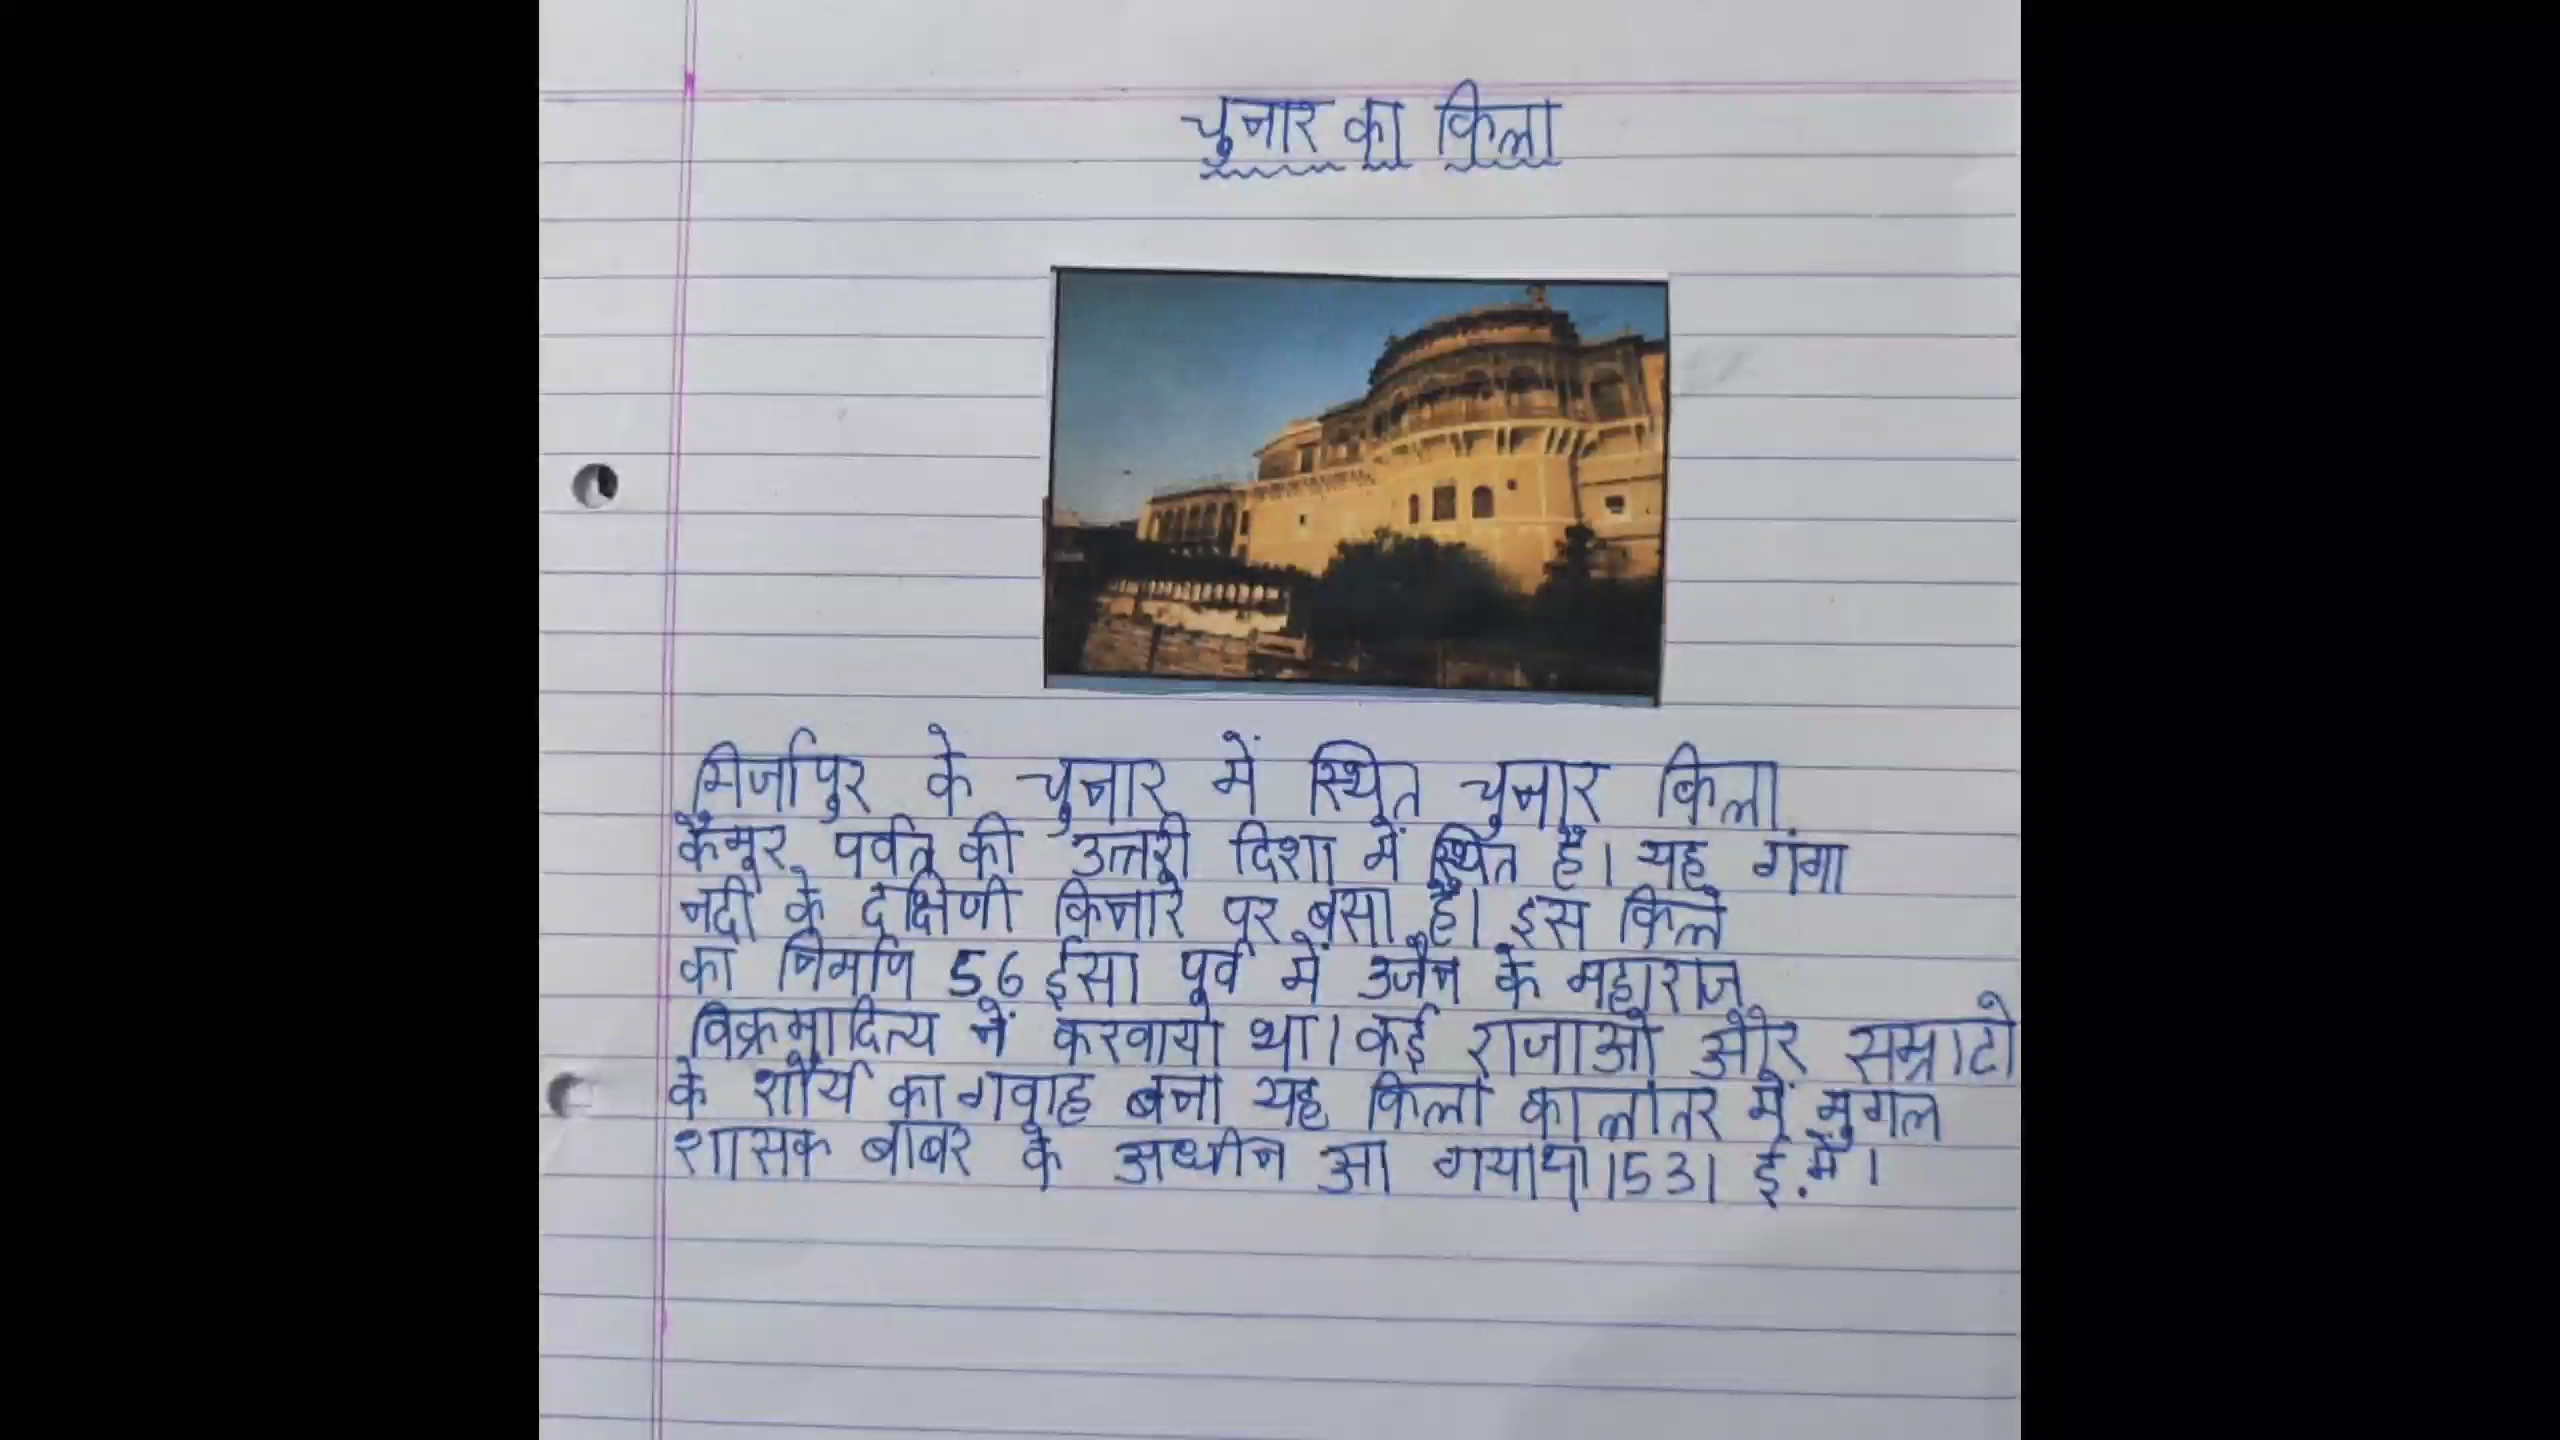 चुनार का किला
मिर्जापुर के चुनार में स्थित चुनार किला
कैमूर पर्वत की उत्तरी दिशा में स्थित है। यह गंगा
नदी के दक्षिणी किनारे पर बसा है। इस किले
का निर्माण 56 ईसा पूर्व में उजैन के महाराज
विक्रमादित्य नें करवाया था। कई राजाओ और सम्राटो
के शौर्य का गवाह बना यह किला कालांतर में मुगल
शासक बाबर के अधीन आ गया था 1531 ई. में।